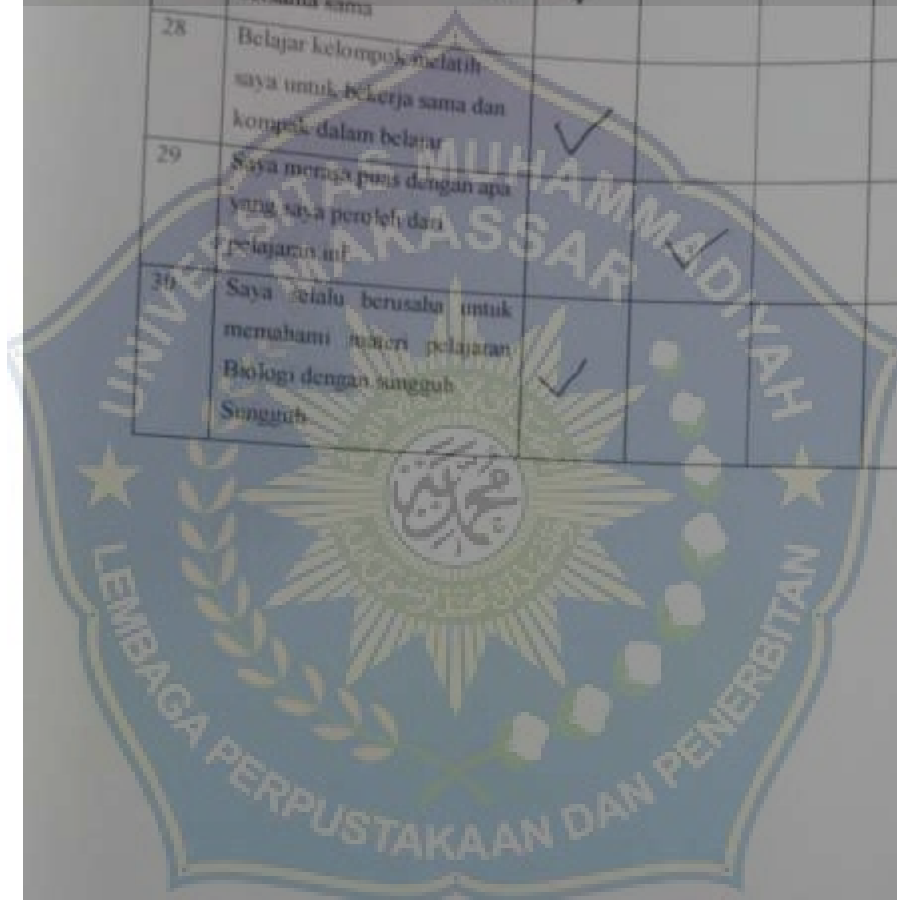 sama
28
Belajar kelompok melatih
saya untuk bekerja sama dan
kompak dalam belajar
29
Saya merasa puas dengan apa
yang saya peroleh dari
pelajaran ini
30
Saya selalu berusaha untuk
memahami materi pelajaran
Biologi dengan sungguh
Sungguh
UNIVERSITAS MUHAMMADIYAH
MAKASSAR
LEMBAGA PERPUSTAKAAN DAN PENERBITAN